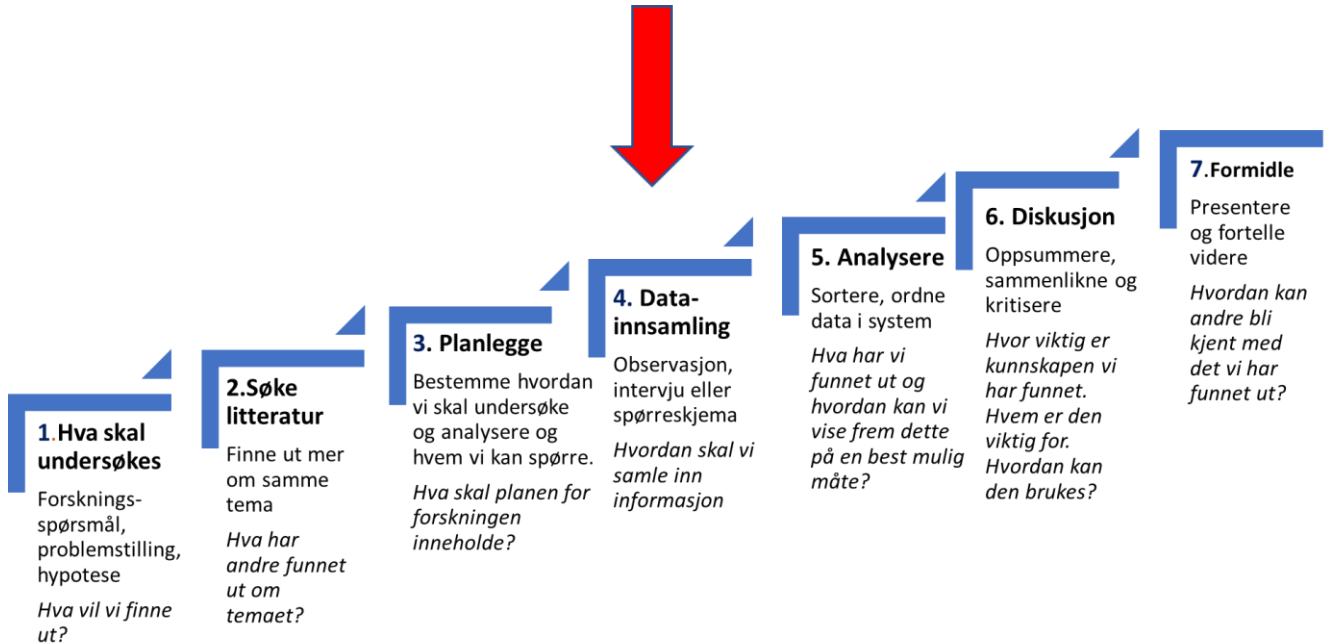 1.Hva skal
undersøkes
Forsknings-
spørsmål,
problemstilling,
hypotese
Hva vil vi finne
ut?
2.Søke
litteratur
Finne ut mer
om samme
tema
Hva har
andre funnet
ut om
temaet?
3. Planlegge
Bestemme hvordan
vi skal undersøke
og analysere og
hvem vi kan spørre.
Hva skal planen for
forskningen
inneholde?
4. Data-
innsamling
Observasjon,
intervju eller
spørreskjema
Hvordan skal vi
samle inn
informasjon
5. Analysere
Sortere, ordne
data i system
Hva har vi
funnet ut og
hvordan kan vi
vise frem dette
på en best mulig
måte?
6. Diskusjon
Oppsummere,
sammenlikne og
kritisere
Hvor viktig er
kunnskapen vi
har funnet.
Hvem er den
viktig for.
Hvordan kan
den brukes?
7.Formidle
Presentere
og fortelle
videre
Hvordan kan
andre bli
kjent med
det vi har
funnet ut?